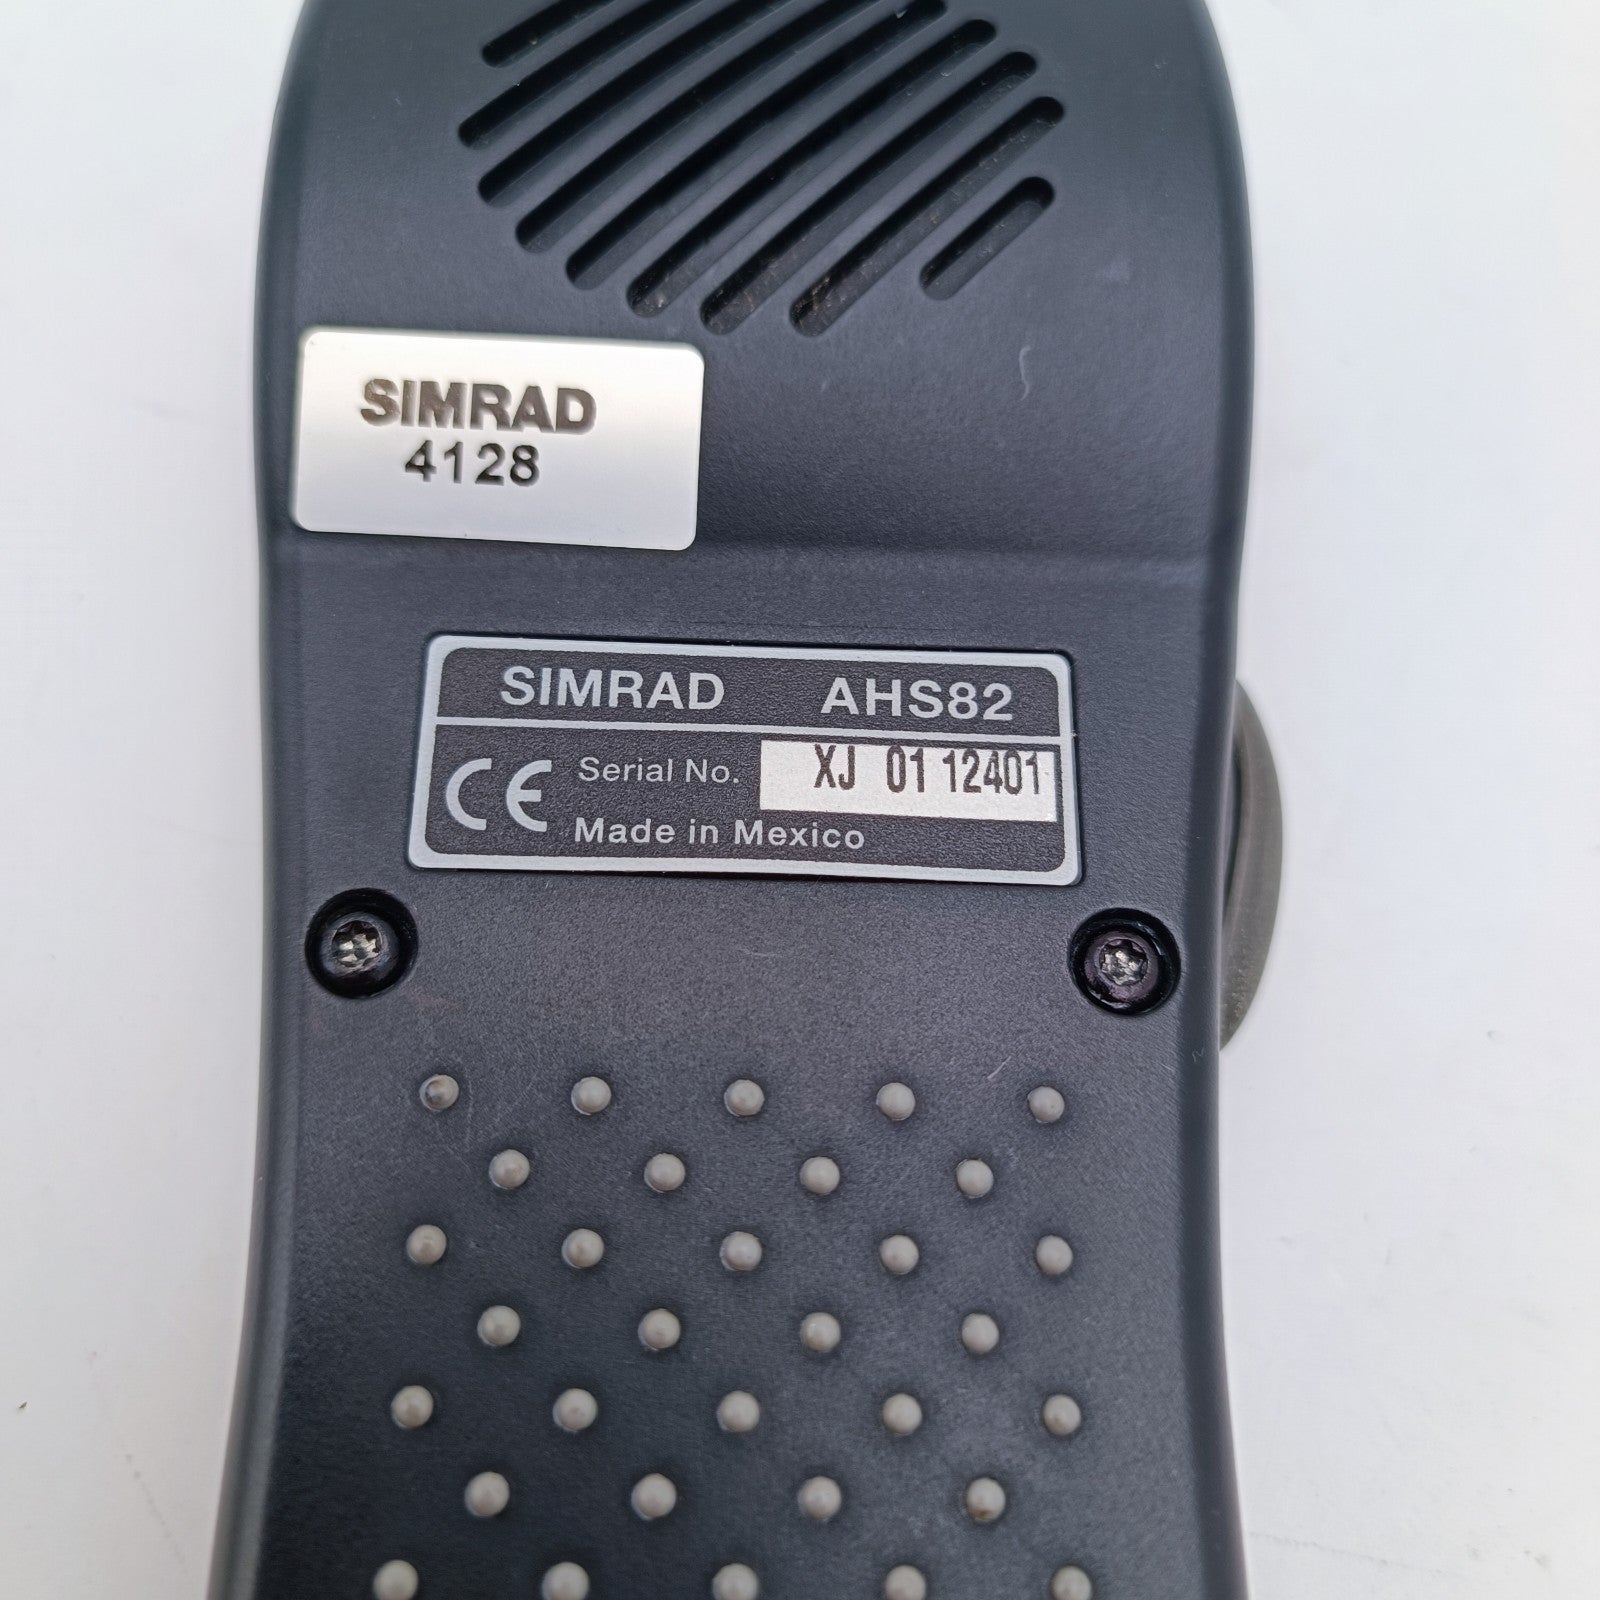 SIMRAD
4128
SIMRAD AHS82
CE Serial No. XJ 01 12401
Made in Mexico